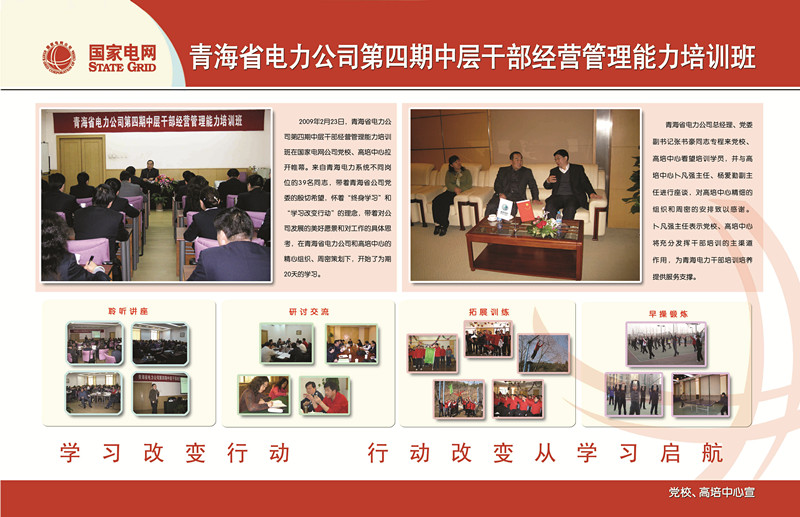 国家电网
STATE GRID
青海省电力公司第四期中层干部经营管理能力培训班
青海省电力公司第四期中层干部经营管理能力培训班
2009年2月23日，青海省电力公
司第四期中层干部经营管理能力培训
班在国家电网公司党校、高培中心拉
开帷幕。来自青海电力系统不同岗
位的39名同志，带着青海省公司党
委的殷切希望，怀着“终身学习”和
“学习改变行动”的理念，带着对公
司发展的美好愿景和对工作的具体思
考，在青海省电力公司和高培中心的
精心组织、周密策划下，开始了为期
20天的学习。
青海省电力公司总经理、党委
副书记张书豪同志专程来党校、
高培中心看望培训学员，并与高
培中心卜凡强主任、杨爱勤副主
任进行座谈，对高培中心精细的
组织和周密的安排致以感谢。
卜凡强主任表示党校、高培中心
将充分发挥干部培训的主渠道
作用，为青海电力干部培训培养
提供服务支撑。
聆听讲座
研讨交流
拓展训练
早操锻炼
学习改变行动 行动改变从学习启航
党校、高培中心宣